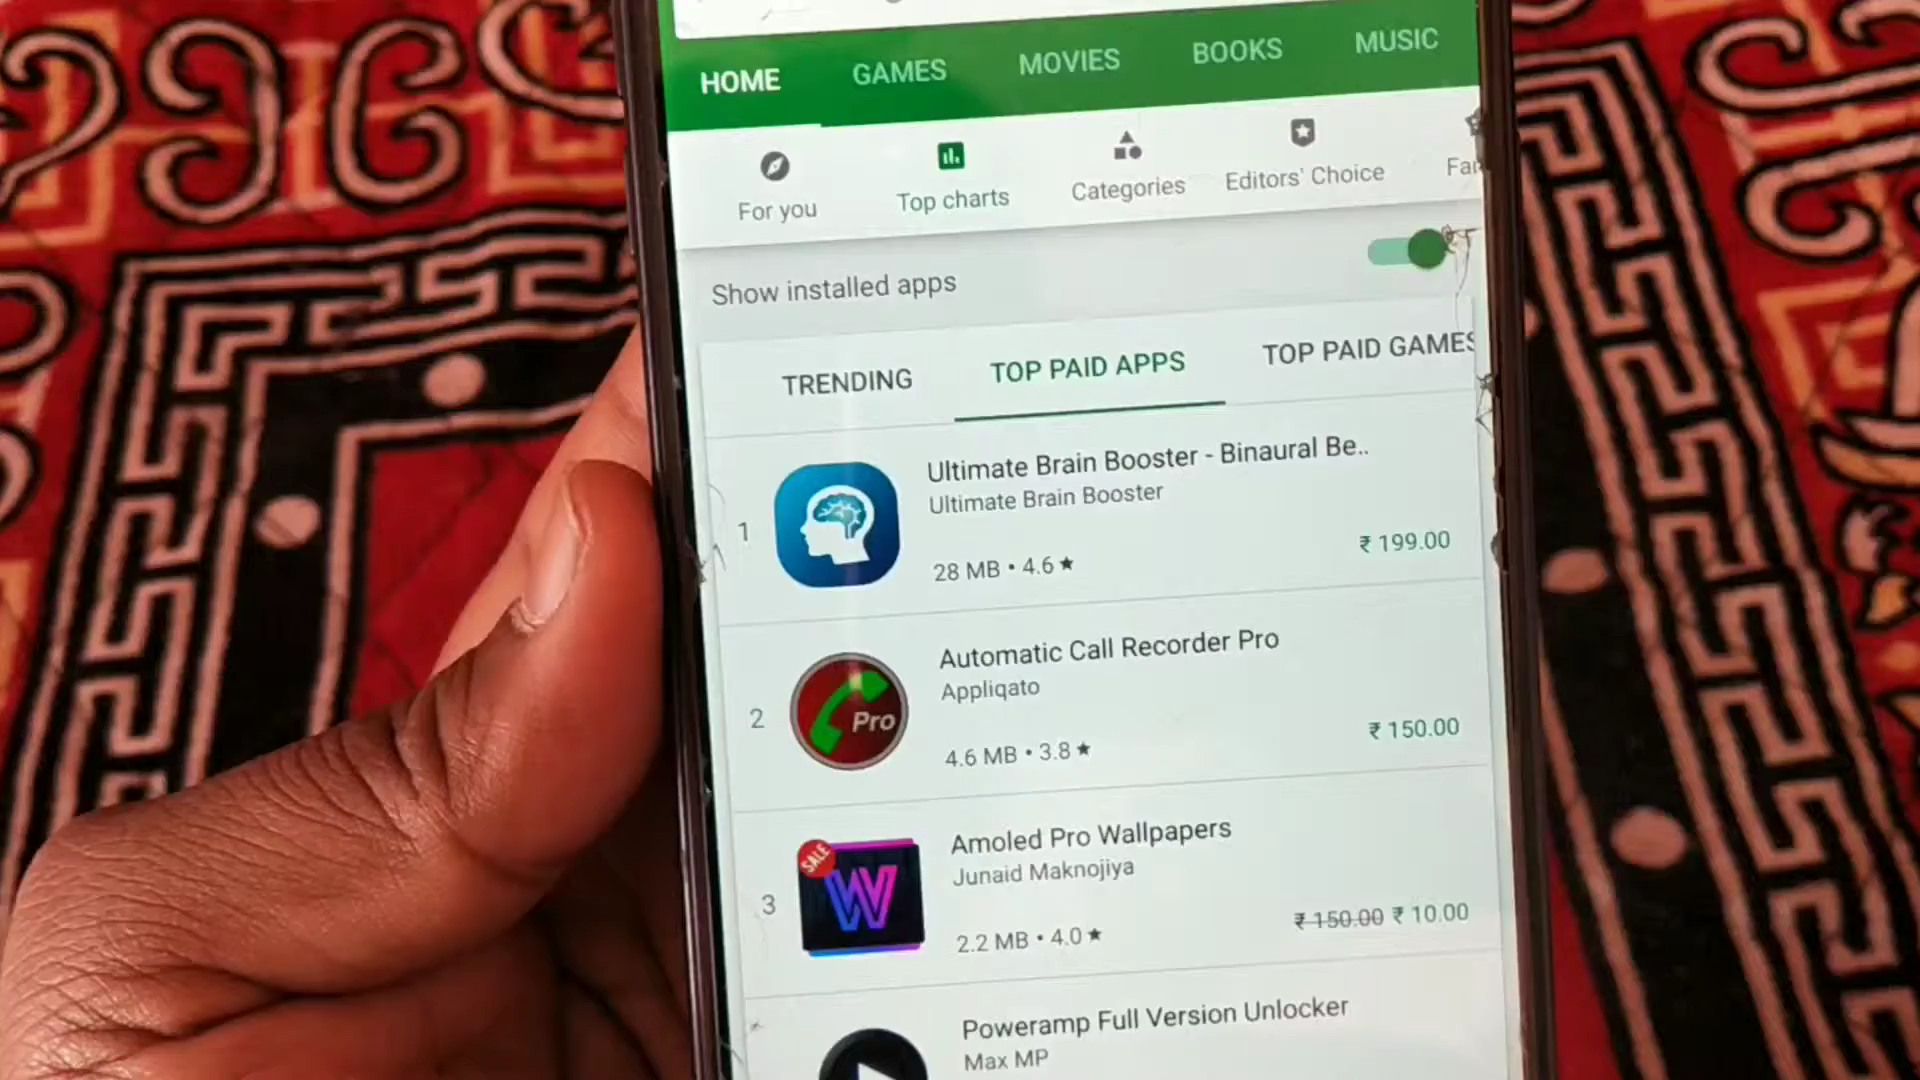 HOME GAMES MOVIES BOOKS MUSIC
For you Top charts Categories Editors' Choice
Show installed apps
TRENDING TOP PAID APPS TOP PAID GAMES
1
Ultimate Brain Booster - Binaural Be..
Ultimate Brain Booster
28 MB • 4.6 ★
₹ 199.00
2
Pro
Automatic Call Recorder Pro
Appliqato
4.6 MB • 3.8 ★
₹ 150.00
3
SALE
W
Amoled Pro Wallpapers
Junaid Maknojiya
2.2 MB • 4.0 ★
₹ 150.00 ₹ 10.00
Poweramp Full Version Unlocker
Max MP